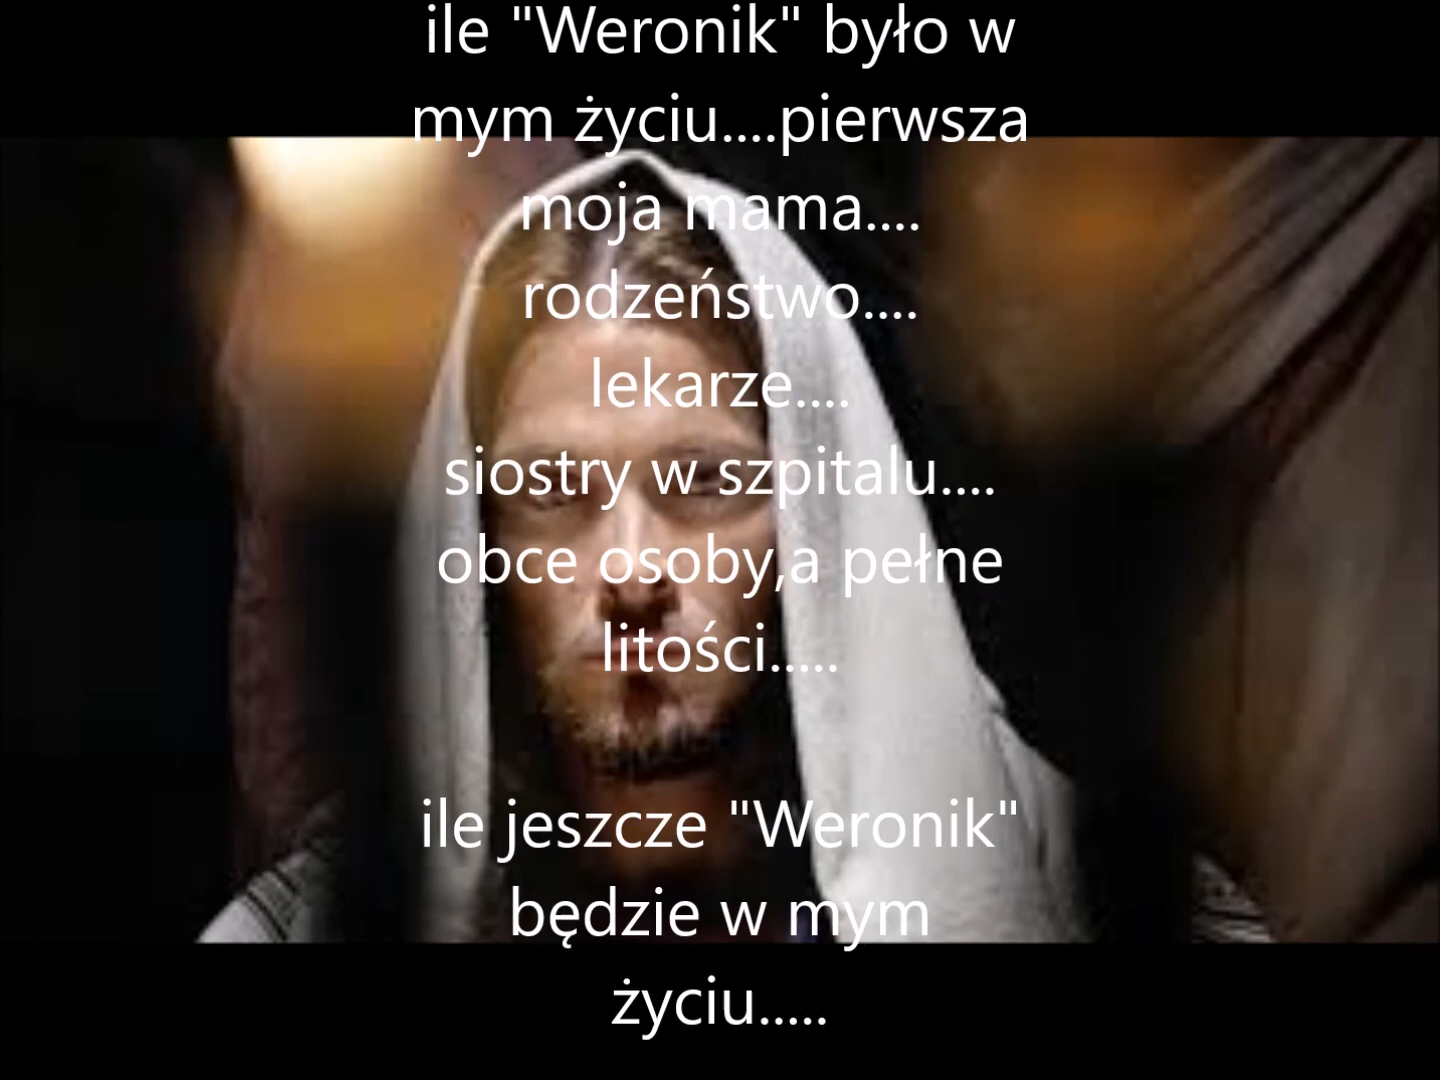 ile "Weronik" było w
mym życiu....pierwsza
moja mama....
rodzeństwo....
lekarze....
siostry w szpitalu....
obce osoby,a pełne
litości.....
ile jeszcze "Weronik"
będzie w mym
życiu.....